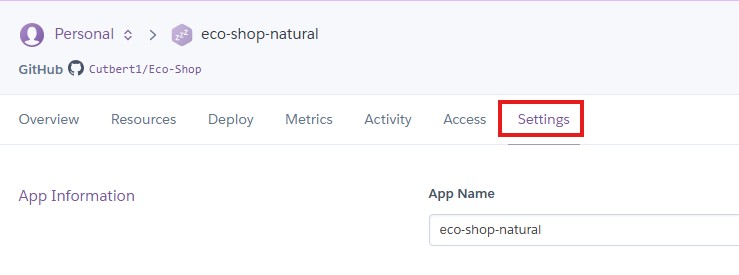 Personal > eco-shop-natural
GitHub Cutbert1/Eco-Shop
Overview Resources Deploy Metrics Activity Access Settings
App Information App Name
eco-shop-natural